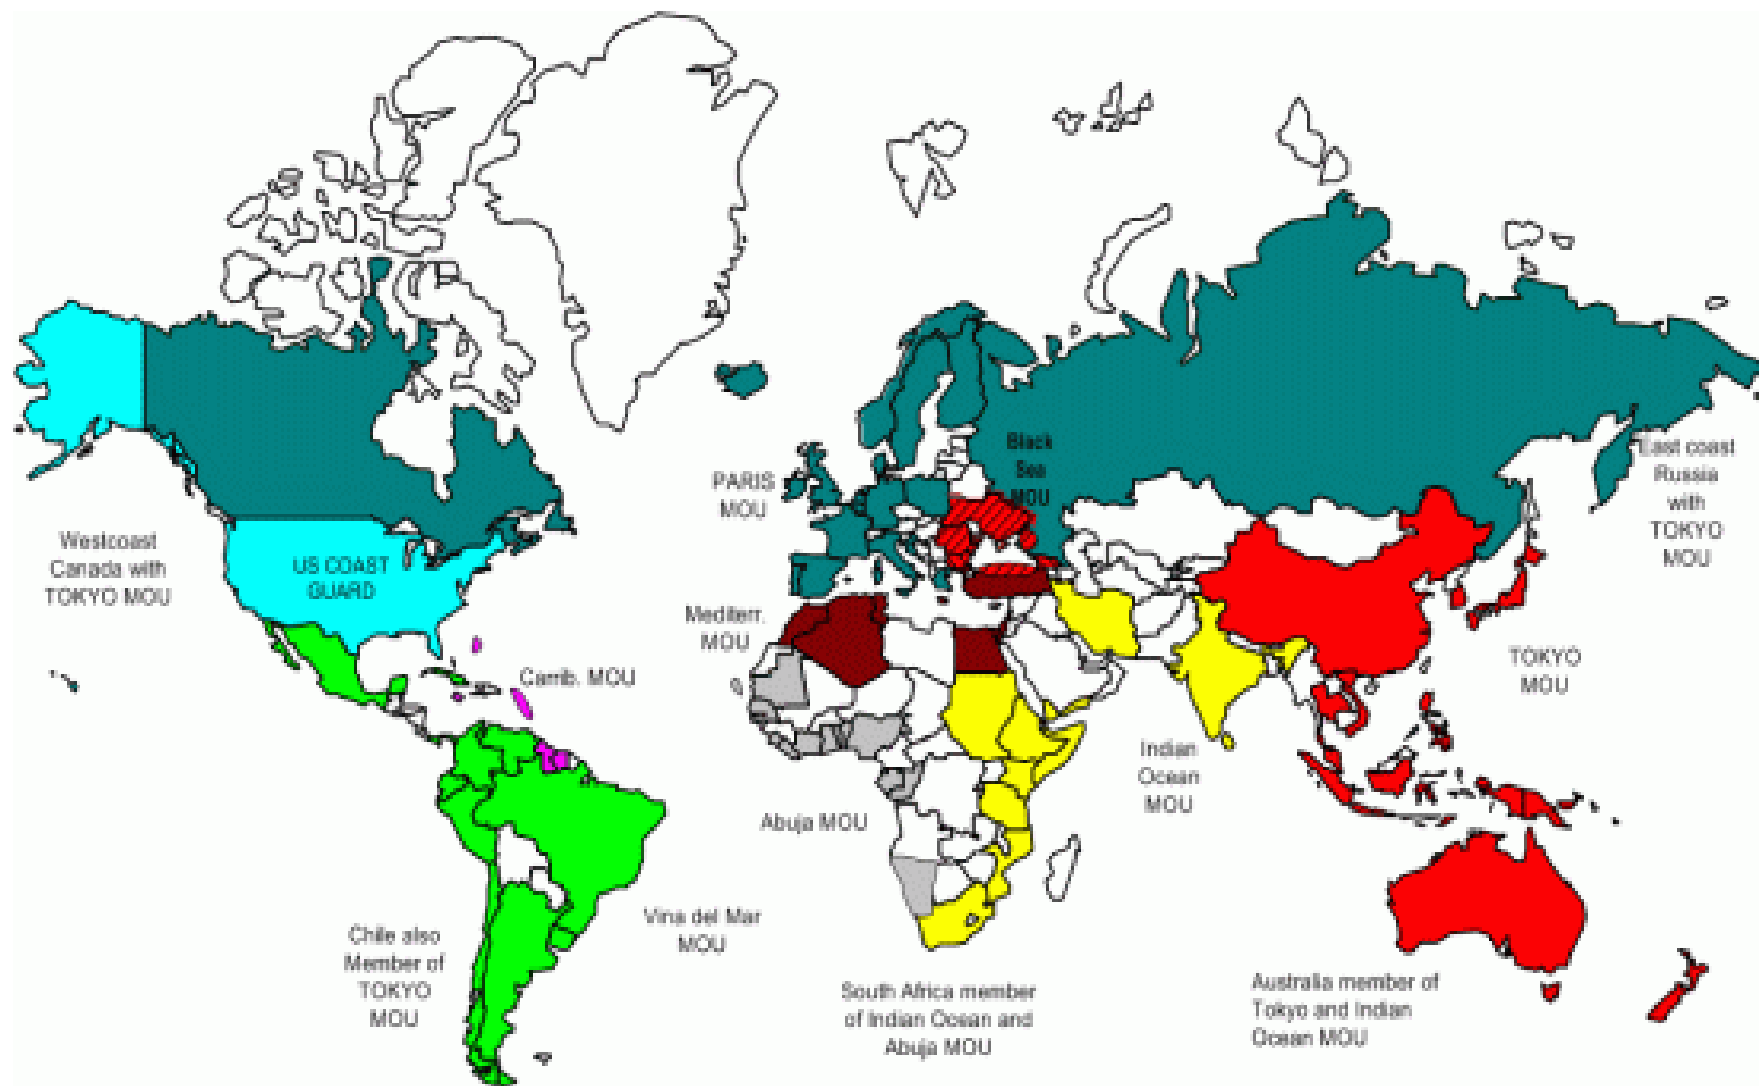 Black
Sea
MOU
East coast
Russia
with
TOKYO
MOU
PARIS
MOU
Westcoast
Canada with
TOKYO MOU
US COAST
GUARD
Mediterr.
MOU
Carrib. MOU
TOKYO
MOU
Indian
Ocean
MOU
Abuja MOU
Vina del Mar
MOU
Chile also
Member of
TOKYO
MOU
South Africa member
of Indian Ocean and
Abuja MOU
Australia member of
Tokyo and Indian
Ocean MOU